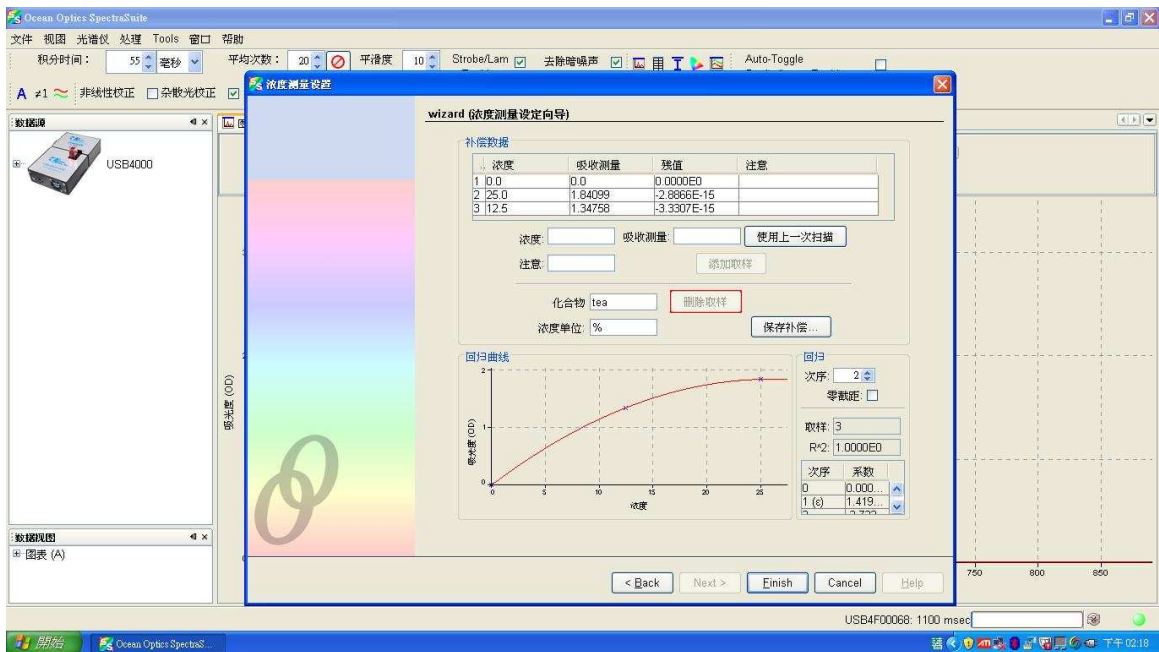 Ocean Optics SpectraSuite
文件 视图 光谱仪 处理 Tools 窗口 帮助
积分时间： 55 毫秒 平均次数： 20 平滑度 10 Strobe/Lam 去除暗噪声 Auto-Toggle
A ≠1 非线性校正 杂散光校正
浓度测量设置
数据源
USB4000
wizard (浓度测量设定向导)
补偿数据
浓度 吸收测量 残值 注意
1 0.0 0.0 0.0000E0
2 25.0 1.84099 -2.8866E-15
3 12.5 1.34758 -3.3307E-15
浓度: 吸收测量: 使用上一次扫描
注意: 添加取样
化合物 tea 删除取样
浓度单位: % 保存补偿...
回归曲线
2
1
0
吸光度 (OD)
0 5 10 15 20 25
浓度
回归
次序: 2
零截距:
取样: 3
R^2: 1.0000E0
次序 系数
0 0.000...
1 (ε) 1.419...
吸光度 (OD)
750 800 850
数据视图
图表 (A)
< Back Next > Finish Cancel Help
USB4F00068: 1100 msec
開始 Ocean Optics SpectraS... 下午 02:18